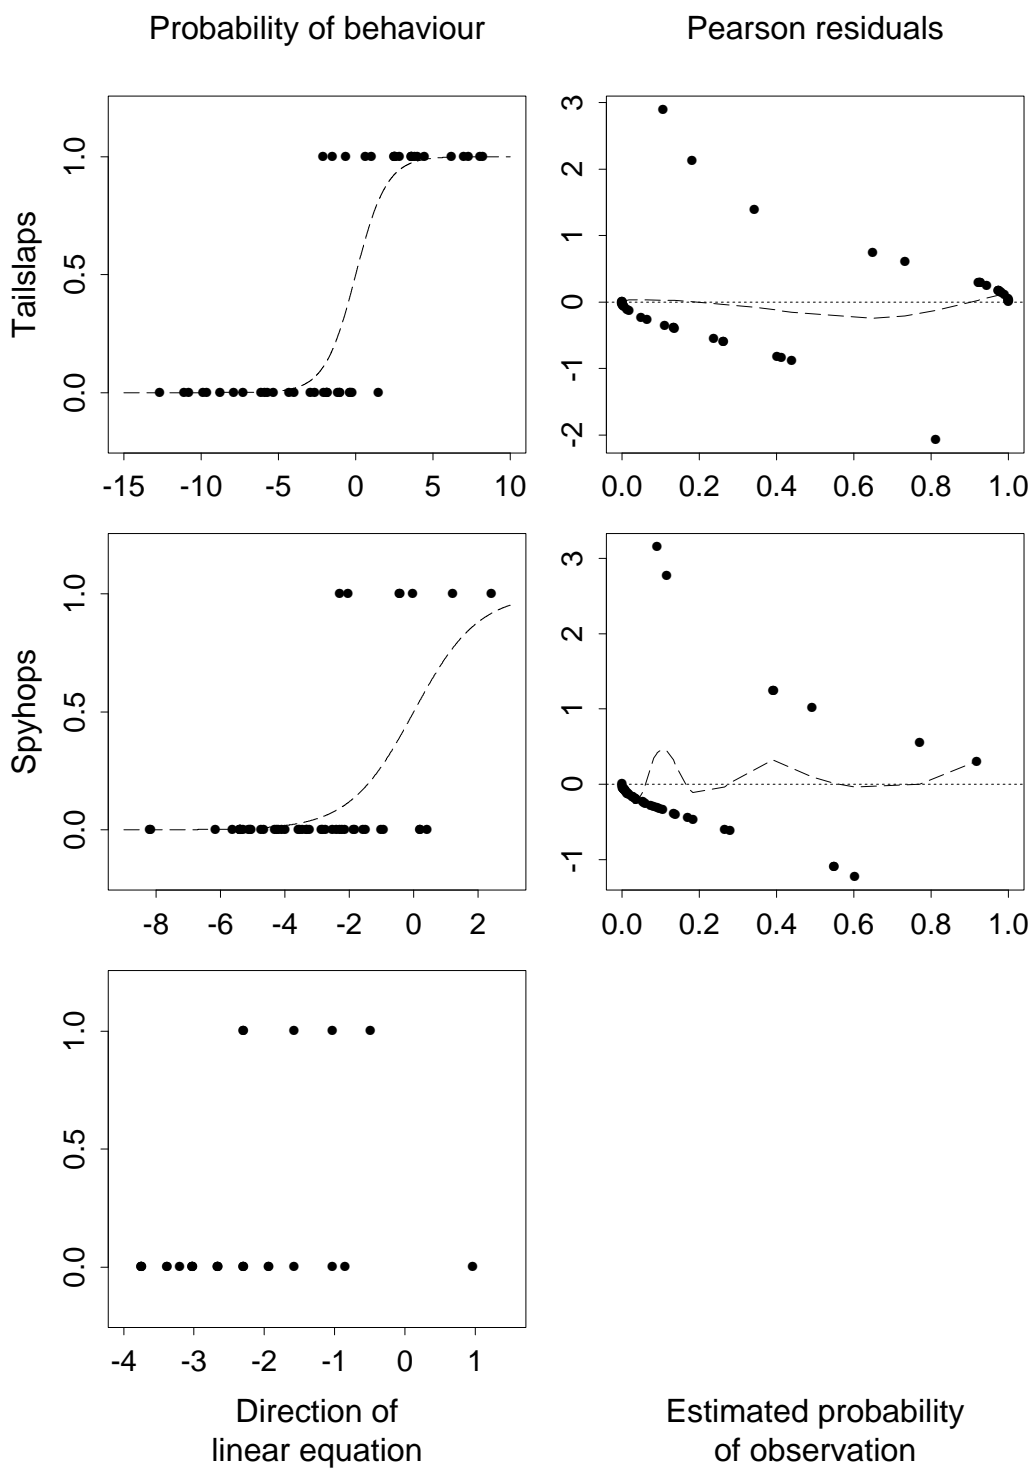 Probability of behaviour
Pearson residuals
Tailslaps
1.0
0.5
0.0
-15 -10 -5 0 5 10
3
2
1
0
-1
-2
0.0 0.2 0.4 0.6 0.8 1.0
Spyhops
1.0
0.5
0.0
-8 -6 -4 -2 0 2
3
2
1
0
-1
0.0 0.2 0.4 0.6 0.8 1.0
1.0
0.5
0.0
-4 -3 -2 -1 0 1
Direction of
linear equation
Estimated probability
of observation